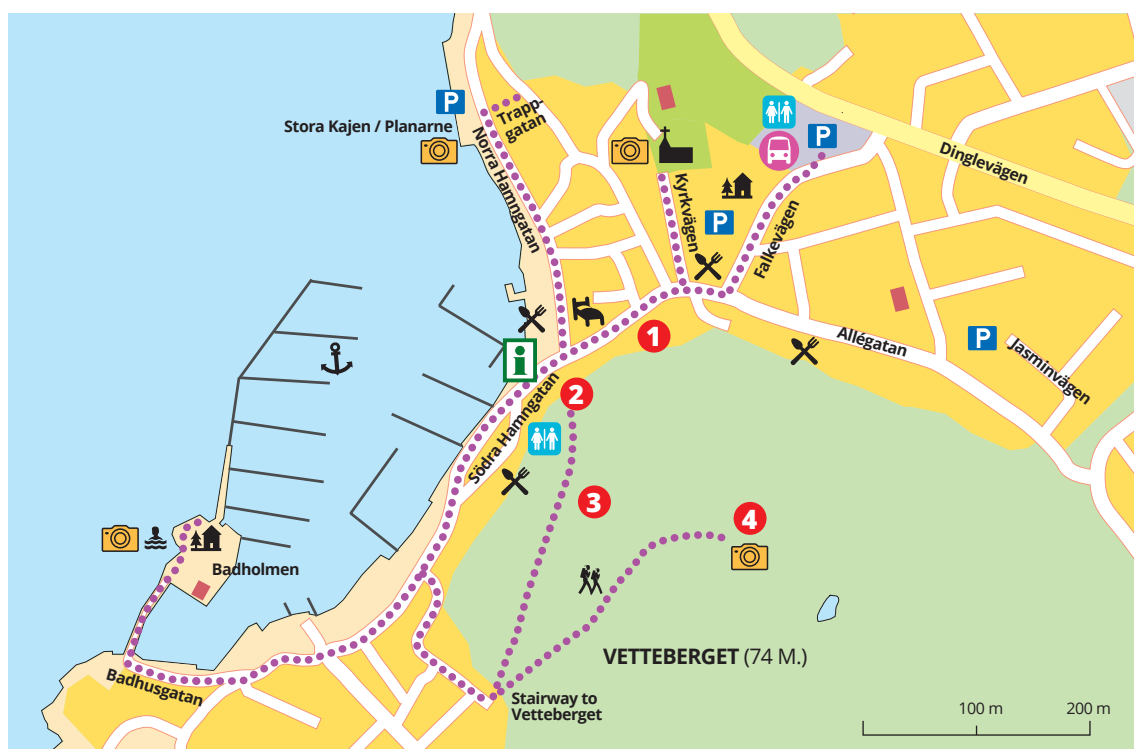 P
Trapp-
gatan
Stora Kajen / Planarne
Norra Hamngatan
P
Dinglevägen
Kyrkvägen
P
Falkevägen
1
Allégatan
P
Jasminvägen
i
2
Södra Hamngatan
3
4
Badholmen
VETTEBERGET (74 M.)
Badhusgatan
Stairway to
Vetteberget
100 m
200 m